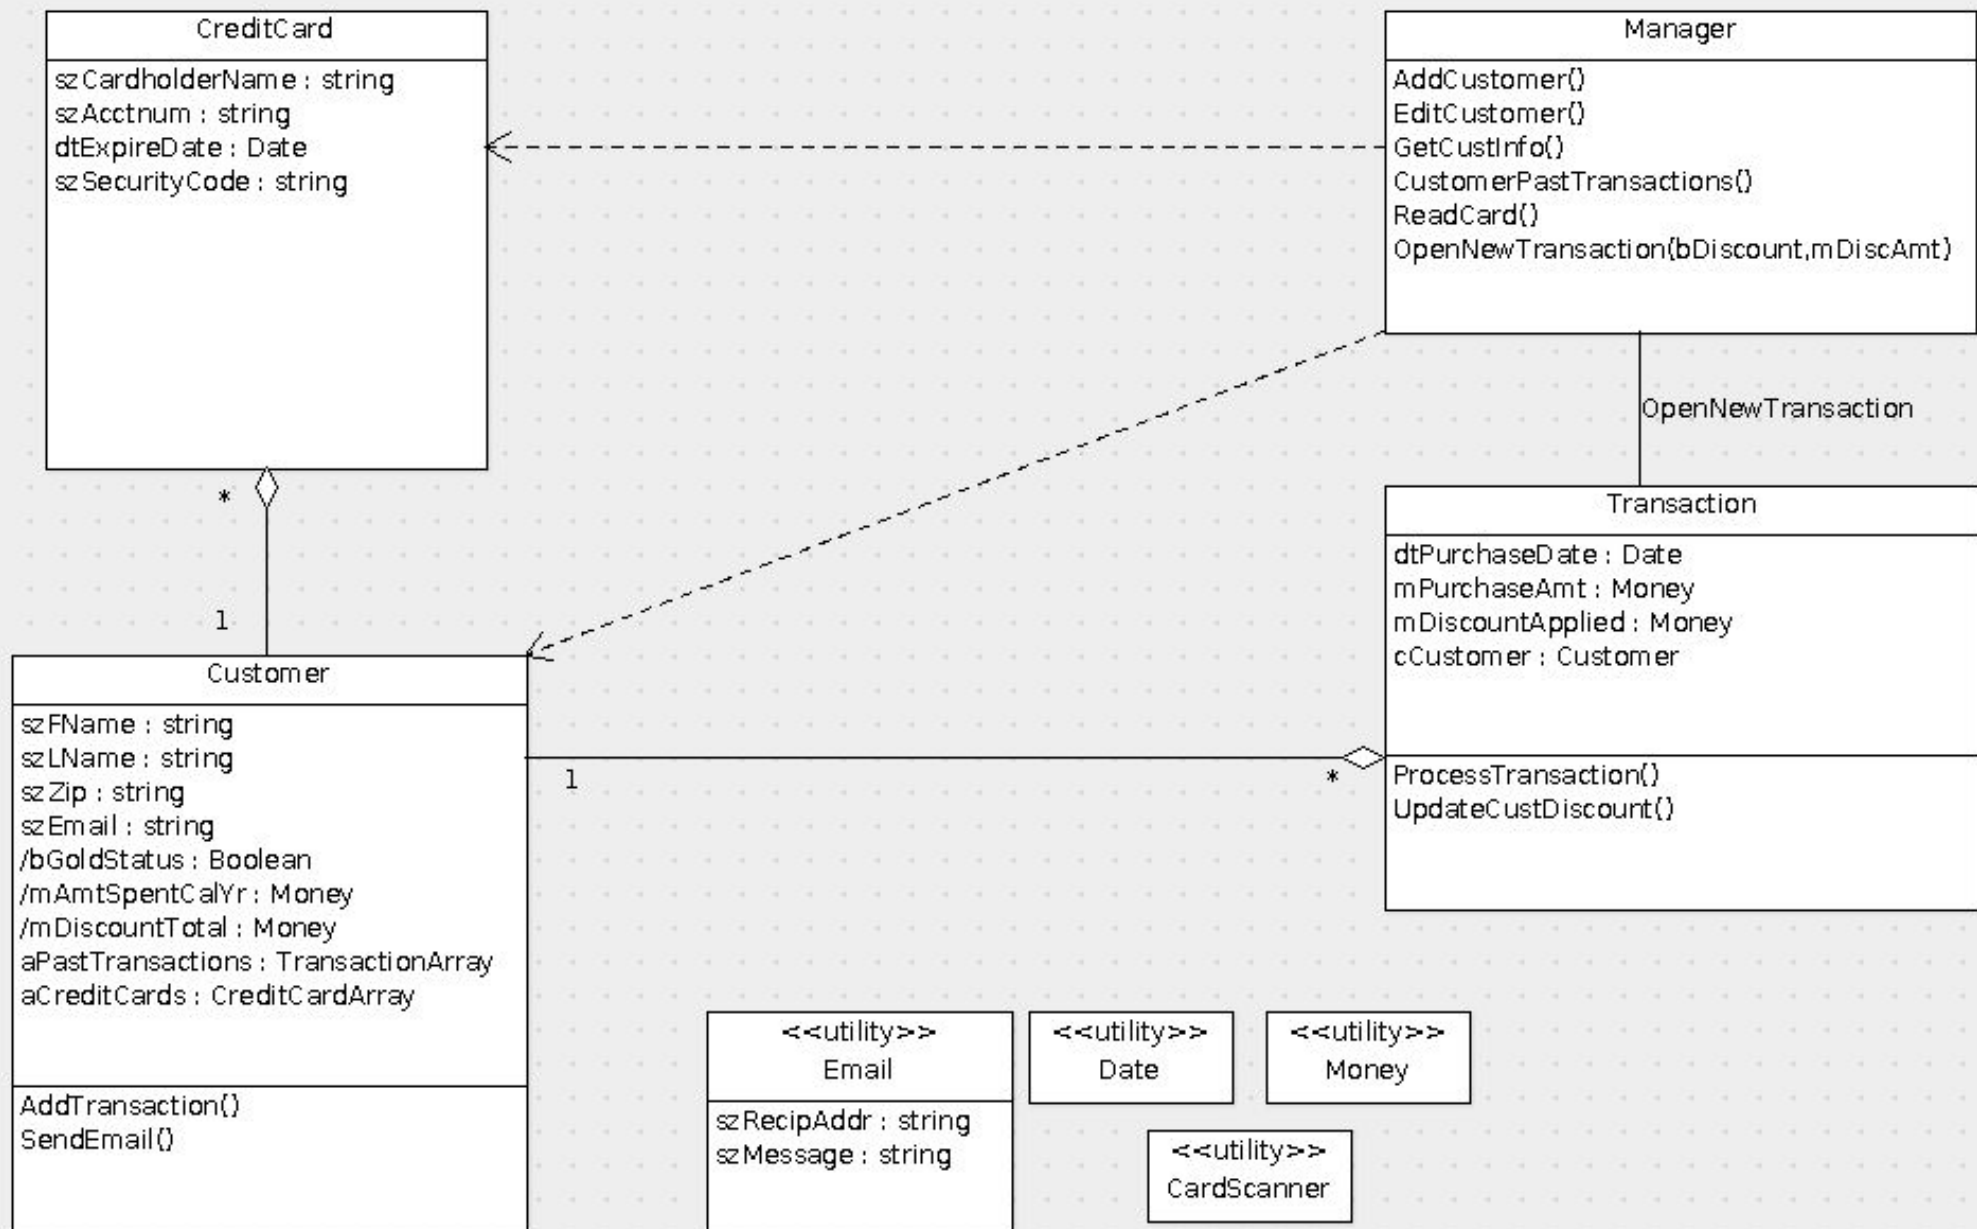 CreditCard
szCardholderName : string
szAcctnum : string
dtExpireDate : Date
szSecurityCode : string
Manager
AddCustomer()
EditCustomer()
GetCustInfo()
CustomerPastTransactions()
ReadCard()
OpenNewTransaction(bDiscount,mDiscAmt)
OpenNewTransaction
*
1
Transaction
dtPurchaseDate : Date
mPurchaseAmt : Money
mDiscountApplied : Money
cCustomer : Customer
ProcessTransaction()
UpdateCustDiscount()
1
*
Customer
szFName : string
szLName : string
szZip : string
szEmail : string
/bGoldStatus : Boolean
/mAmtSpentCalYr : Money
/mDiscountTotal : Money
aPastTransactions : TransactionArray
aCreditCards : CreditCardArray
AddTransaction()
SendEmail()
<<utility>>
Email
szRecipAddr : string
szMessage : string
<<utility>>
Date
<<utility>>
Money
<<utility>>
CardScanner